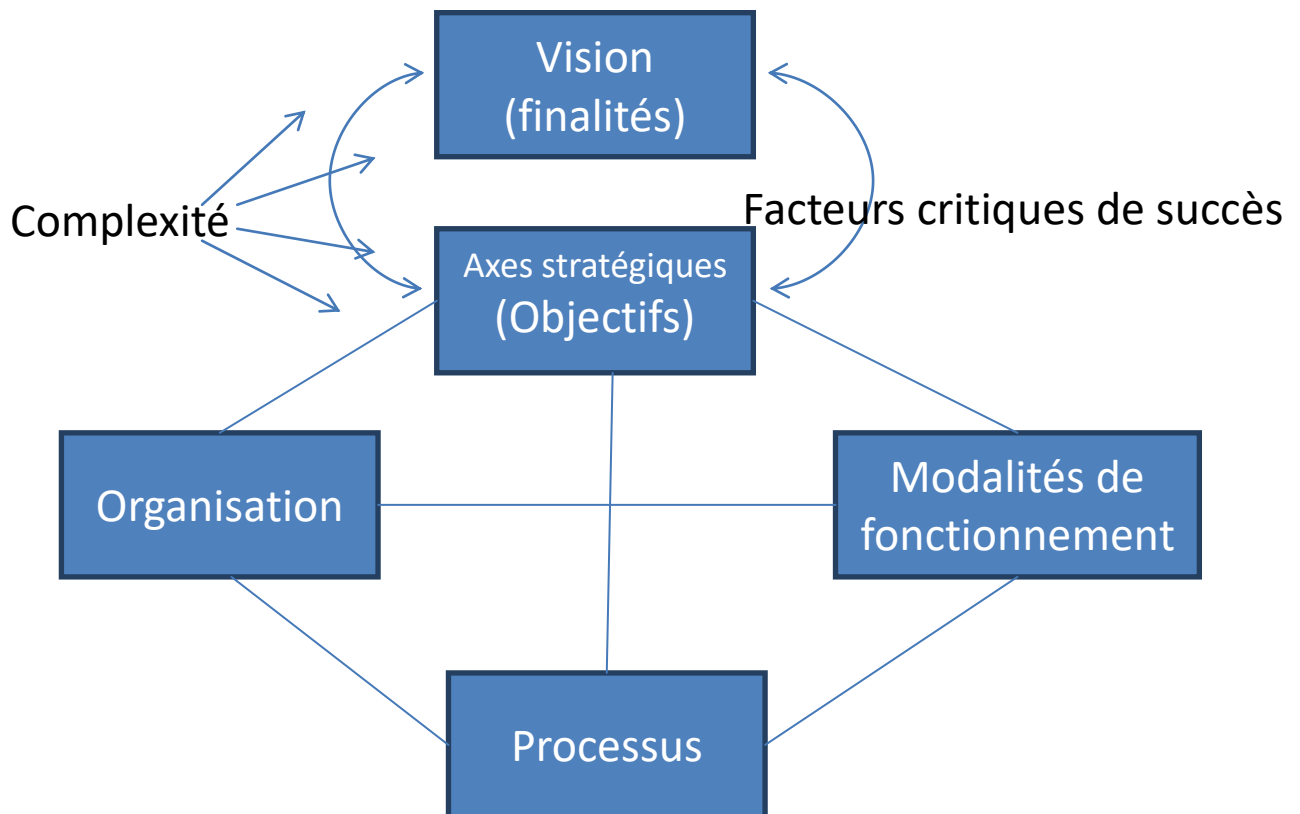 Vision
(finalités)
Complexité
Facteurs critiques de succès
Axes stratégiques
(Objectifs)
Organisation
Modalités de
fonctionnement
Processus